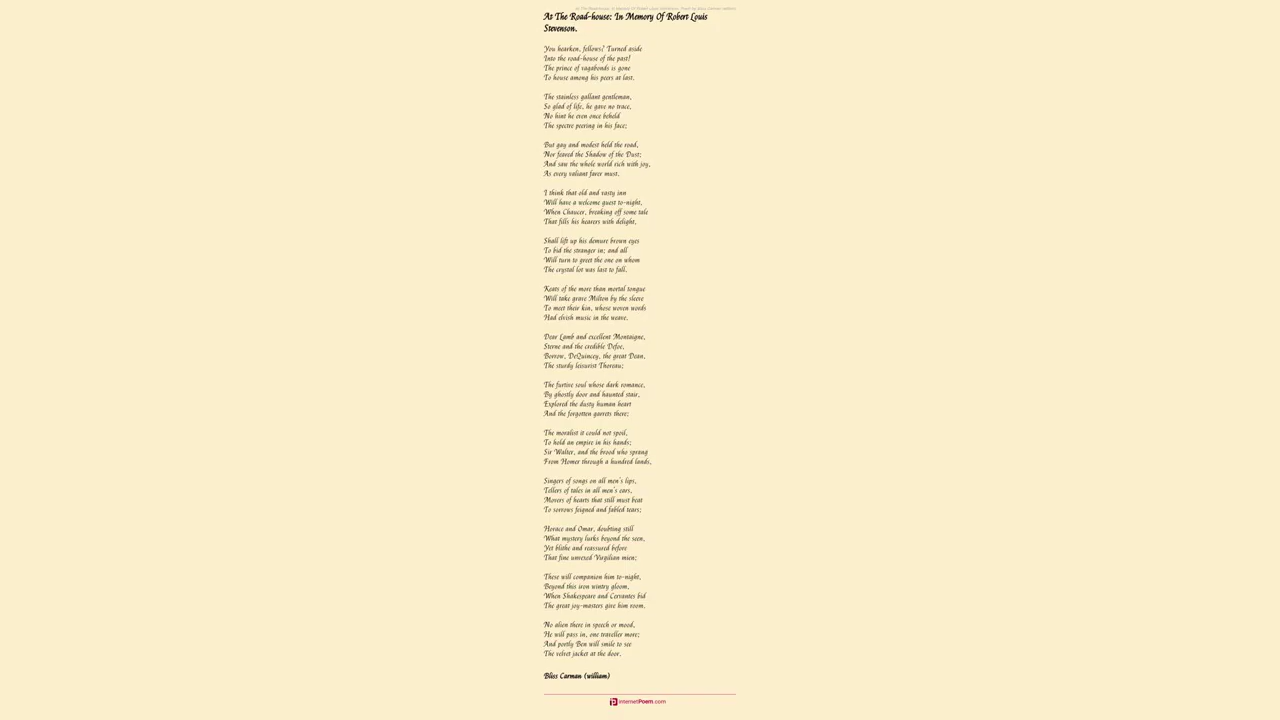 At The Road-house: In Memory Of Robert Louis Stevenson, Poem by Bliss Carman (william)
At The Road-house: In Memory Of Robert Louis
Stevenson.
You hearken, fellows? Turned aside
Into the road-house of the past!
The prince of vagabonds is gone
To house among his peers at last.
The stainless gallant gentleman,
So glad of life, he gave no trace,
No hint he even once beheld
The spectre peering in his face;
But gay and modest held the road,
Nor feared the Shadow of the Dust;
And saw the whole world rich with joy,
As every valiant farer must.
I think that old and vasty inn
Will have a welcome guest to-night,
When Chaucer, breaking off some tale
That fills his hearers with delight,
Shall lift up his demure brown eyes
To bid the stranger in; and all
Will turn to greet the one on whom
The crystal lot was last to fall.
Keats of the more than mortal tongue
Will take grave Milton by the sleeve
To meet their kin, whose woven words
Had elvish music in the weave.
Dear Lamb and excellent Montaigne,
Sterne and the credible Defoe,
Borrow, DeQuincey, the great Dean,
The sturdy leisurist Thoreau;
The furtive soul whose dark romance,
By ghostly door and haunted stair,
Explored the dusty human heart
And the forgotten garrets there;
The moralist it could not spoil,
To hold an empire in his hands;
Sir Walter, and the brood who sprang
From Homer through a hundred lands,
Singers of songs on all men's lips,
Tellers of tales in all men's ears,
Movers of hearts that still must beat
To sorrows feigned and fabled tears;
Horace and Omar, doubting still
What mystery lurks beyond the seen,
Yet blithe and reassured before
That fine unvexed Virgilian mien;
These will companion him to-night,
Beyond this iron wintry gloom,
When Shakespeare and Cervantes bid
The great joy-masters give him room.
No alien there in speech or mood,
He will pass in, one traveller more;
And portly Ben will smile to see
The velvet jacket at the door.
Bliss Carman (william)
InternetPoem.com